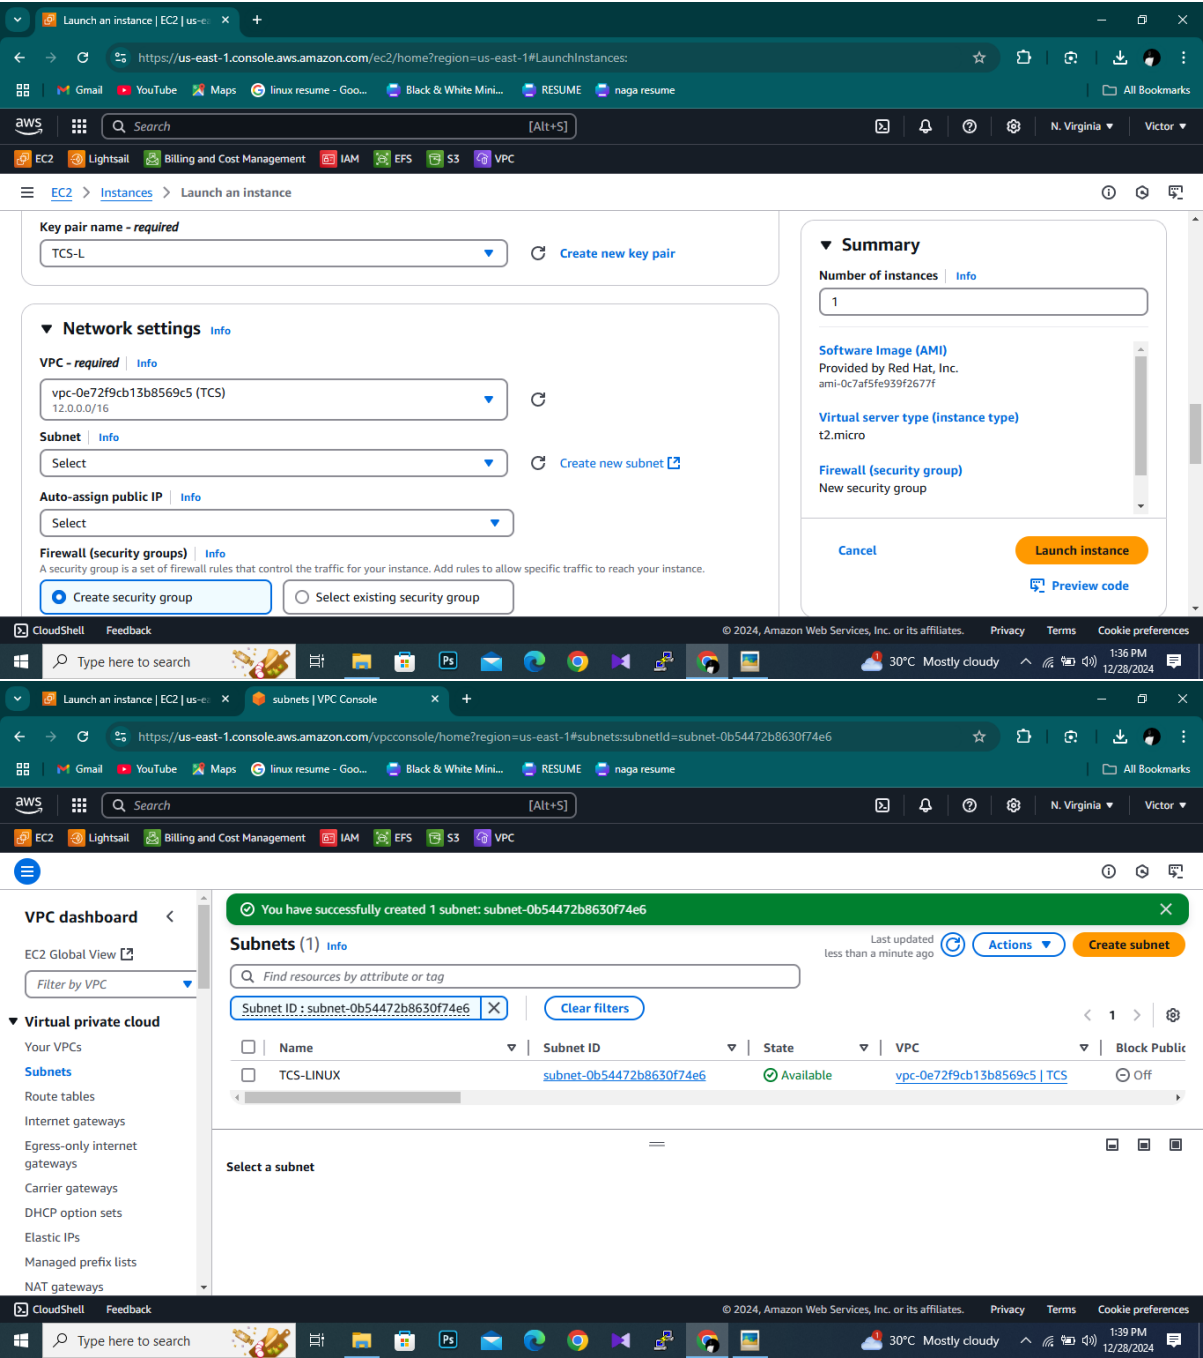 Launch an instance | EC2 | us-ea
https://us-east-1.console.aws.amazon.com/ec2/home?region=us-east-1#LaunchInstances:
Gmail YouTube Maps linux resume - Goo... Black & White Mini... RESUME naga resume All Bookmarks
aws Search [Alt+S] N. Virginia Victor
EC2 Lightsail Billing and Cost Management IAM EFS S3 VPC
EC2 > Instances > Launch an instance
Key pair name - required
TCS-L
Create new key pair
Network settings Info
VPC - required Info
vpc-0e72f9cb13b8569c5 (TCS)
12.0.0.0/16
Subnet Info
Select
Create new subnet
Auto-assign public IP Info
Select
Firewall (security groups) Info
A security group is a set of firewall rules that control the traffic for your instance. Add rules to allow specific traffic to reach your instance.
Create security group
Select existing security group
Summary
Number of instances Info
1
Software Image (AMI)
Provided by Red Hat, Inc.
ami-0c7af5fe939f2677f
Virtual server type (instance type)
t2.micro
Firewall (security group)
New security group
Cancel
Launch instance
Preview code
CloudShell Feedback © 2024, Amazon Web Services, Inc. or its affiliates. Privacy Terms Cookie preferences
Type here to search Ps 1 30°C Mostly cloudy 1:36 PM
12/28/2024
Launch an instance | EC2 | us-ea subnets | VPC Console
https://us-east-1.console.aws.amazon.com/vpcconsole/home?region=us-east-1#subnets:subnetId=subnet-0b54472b8630f74e6
Gmail YouTube Maps linux resume - Goo... Black & White Mini... RESUME naga resume All Bookmarks
aws Search [Alt+S] N. Virginia Victor
EC2 Lightsail Billing and Cost Management IAM EFS S3 VPC
VPC dashboard
EC2 Global View
Filter by VPC
Virtual private cloud
Your VPCs
Subnets
Route tables
Internet gateways
Egress-only internet
gateways
Carrier gateways
DHCP option sets
Elastic IPs
Managed prefix lists
NAT gateways
You have successfully created 1 subnet: subnet-0b54472b8630f74e6
Subnets (1) Info
Last updated
less than a minute ago
Actions
Create subnet
Find resources by attribute or tag
Subnet ID : subnet-0b54472b8630f74e6
Clear filters
1
Name Subnet ID State VPC Block Public
TCS-LINUX subnet-0b54472b8630f74e6 Available vpc-0e72f9cb13b8569c5 | TCS Off
Select a subnet
CloudShell Feedback © 2024, Amazon Web Services, Inc. or its affiliates. Privacy Terms Cookie preferences
Type here to search Ps 1 30°C Mostly cloudy 1:39 PM
12/28/2024